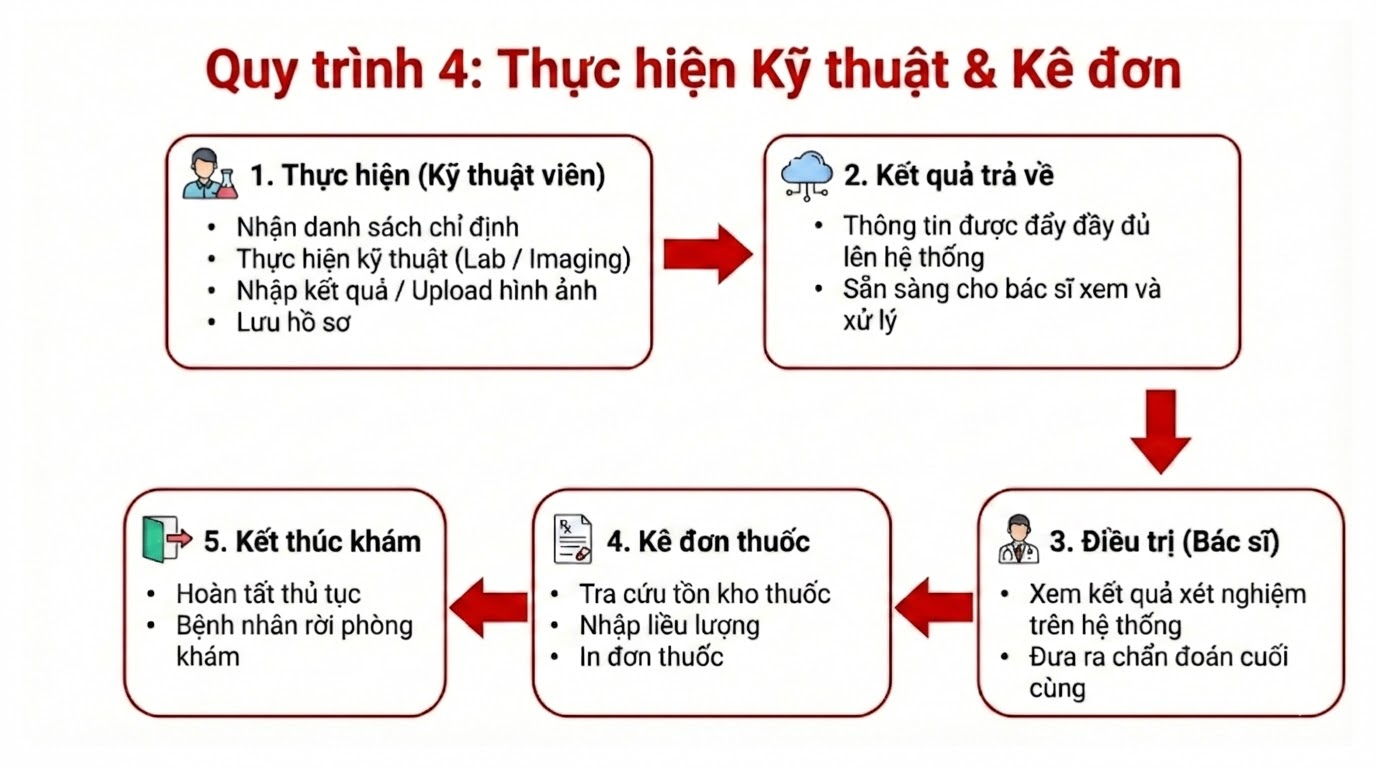 Quy trình 4: Thực hiện Kỹ thuật & Kê đơn
1. Thực hiện (Kỹ thuật viên)
• Nhận danh sách chỉ định
• Thực hiện kỹ thuật (Lab / Imaging)
• Nhập kết quả / Upload hình ảnh
• Lưu hồ sơ
2. Kết quả trả về
• Thông tin được đẩy đầy đủ
lên hệ thống
• Sẵn sàng cho bác sĩ xem và
xử lý
3. Điều trị (Bác sĩ)
• Xem kết quả xét nghiệm
trên hệ thống
• Đưa ra chẩn đoán cuối
cùng
4. Kê đơn thuốc
• Tra cứu tồn kho thuốc
• Nhập liều lượng
• In đơn thuốc
5. Kết thúc khám
• Hoàn tất thủ tục
• Bệnh nhân rời phòng
khám
Rx